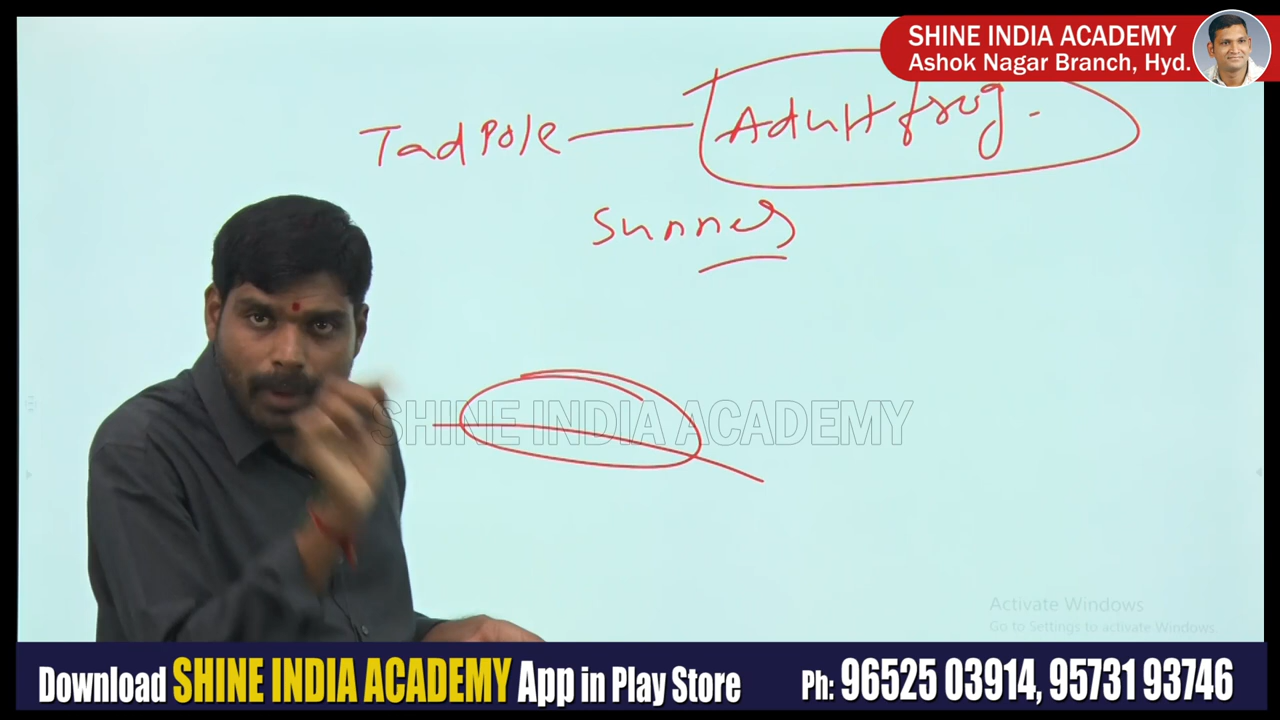 SHINE INDIA ACADEMY
Ashok Nagar Branch, Hyd.
Tadpole — Adult frog.
Summer
SHINE INDIA ACADEMY
Activate Windows
Go to Settings to activate Windows.
Download SHINE INDIA ACADEMY App in Play Store Ph: 96525 03914, 95731 93746